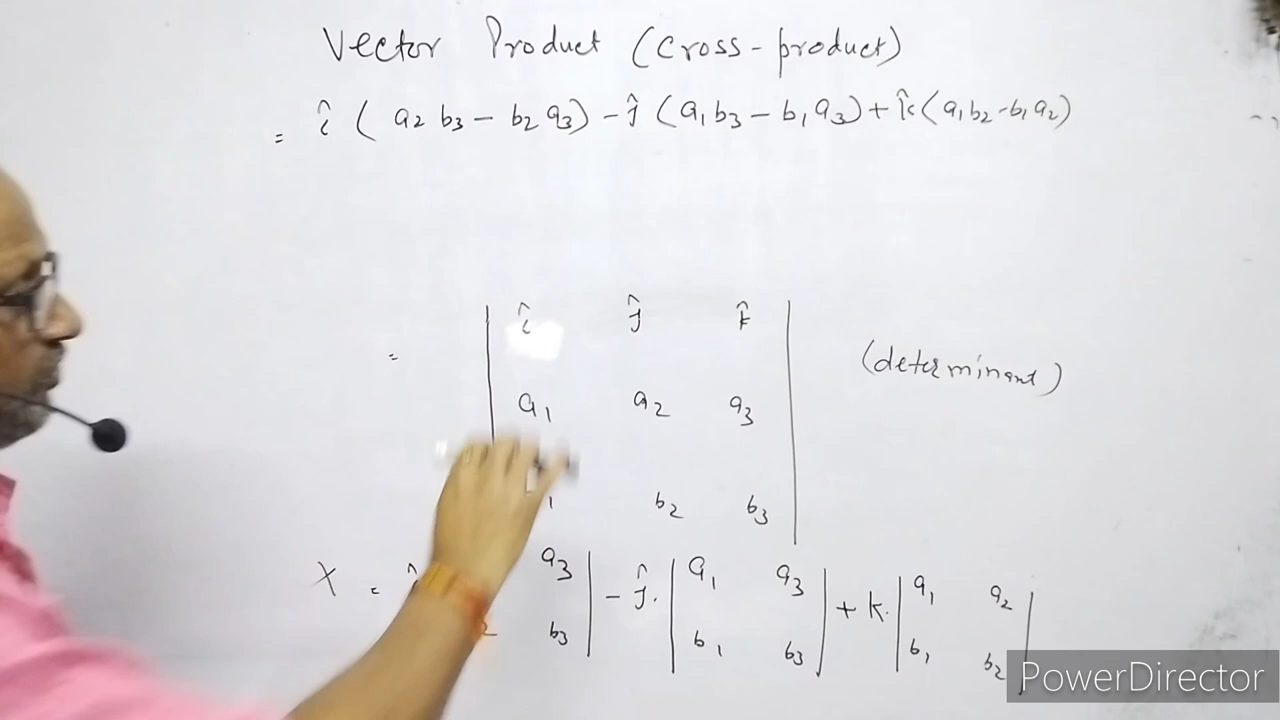 Vector Product (Cross-product)
= î ( a2 b3 - b2 a3) - ĵ (a1 b3 - b1 a3) + k̂ (a1 b2 - b1 a2)
î ĵ k̂
= a1 a2 a3 (determinant)
1 b2 b3
X = a3 - ĵ. a1 a3 + k. a1 a2
b3 b1 b3 b1 b2
PowerDirector